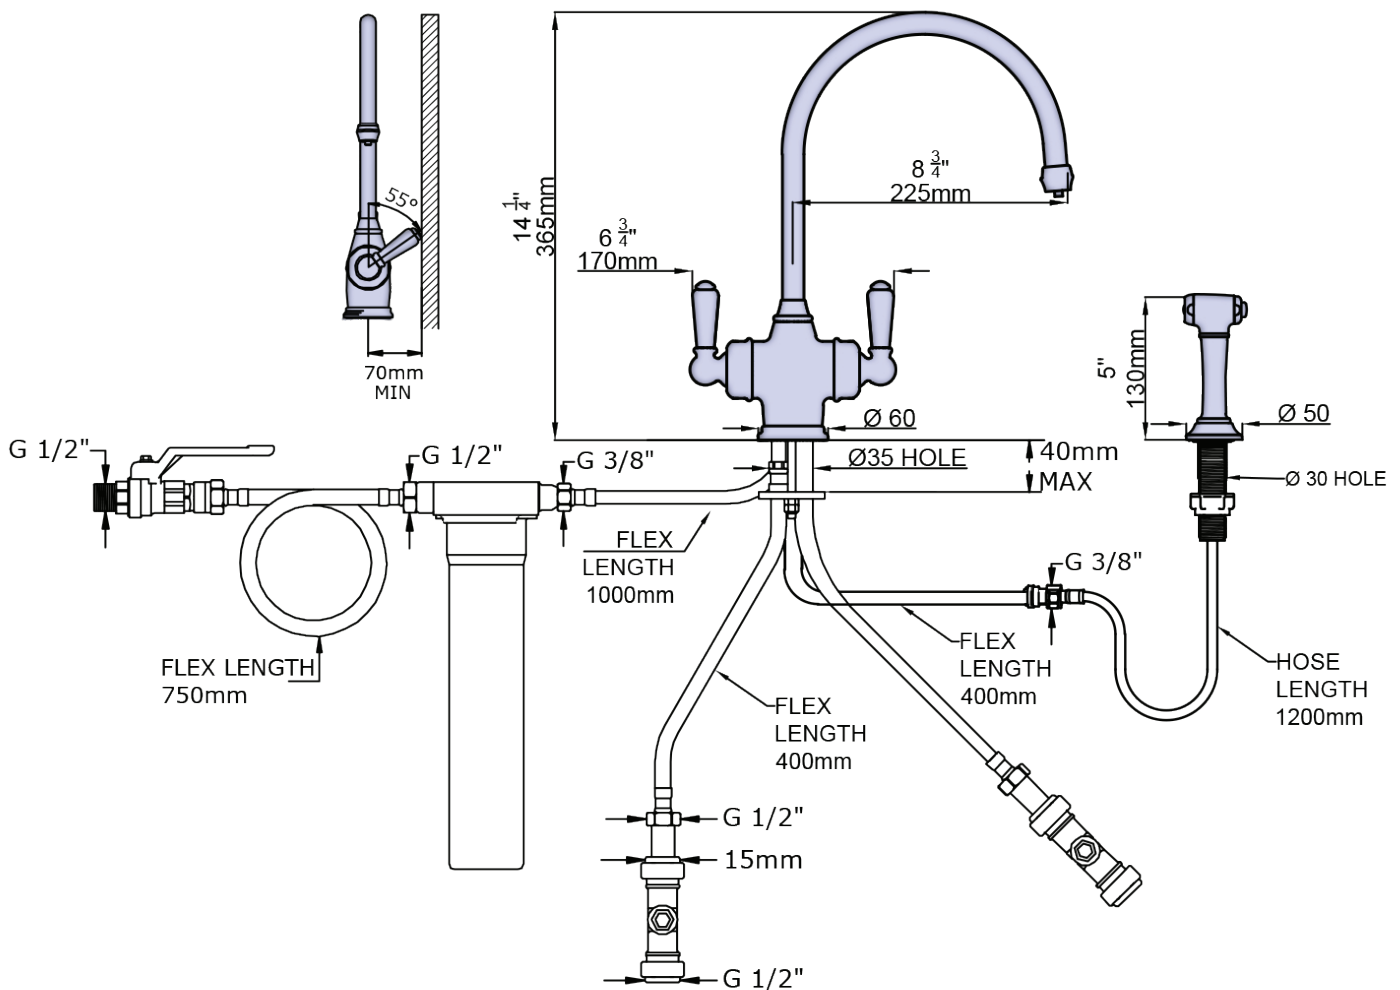 55°
70mm
MIN
14 1/4"
365mm
8 3/4"
225mm
6 3/4"
170mm
5"
130mm
Ø 60
Ø 50
G 1/2"
G 1/2"
G 3/8"
Ø35 HOLE
40mm
MAX
Ø 30 HOLE
FLEX
LENGTH
1000mm
G 3/8"
FLEX LENGTH
750mm
FLEX
LENGTH
400mm
HOSE
LENGTH
1200mm
FLEX
LENGTH
400mm
G 1/2"
15mm
G 1/2"